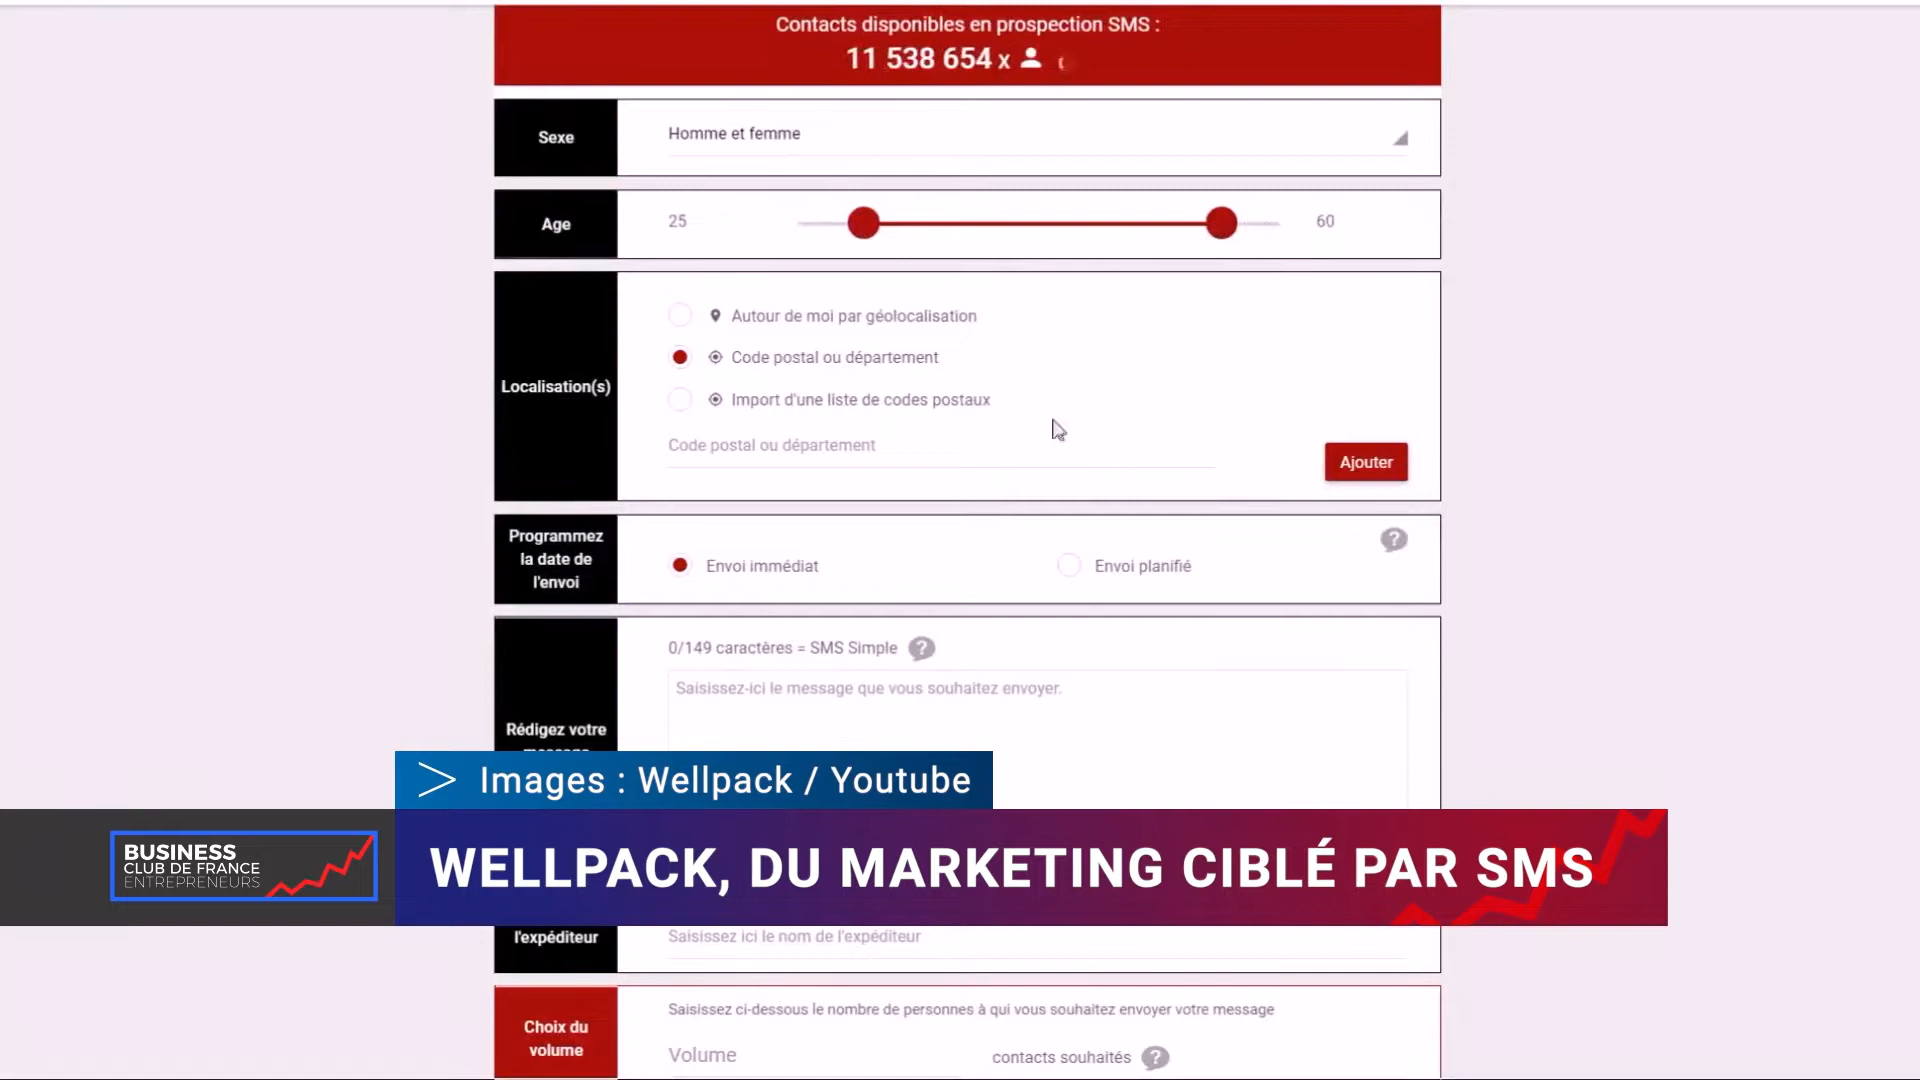 Contacts disponibles en prospection SMS :
11 538 654 x
Sexe
Homme et femme
Age
25
60
Localisation(s)
Autour de moi par géolocalisation
Code postal ou département
Import d'une liste de codes postaux
Code postal ou département
Ajouter
Programmez
la date de
l'envoi
Envoi immédiat
Envoi planifié
0/149 caractères = SMS Simple
Saisissez-ici le message que vous souhaitez envoyer.
Rédigez votre
> Images : Wellpack / Youtube
BUSINESS
CLUB DE FRANCE
ENTREPRENEURS
WELLPACK, DU MARKETING CIBLÉ PAR SMS
l'expéditeur
Saisissez ici le nom de l'expéditeur
Choix du
volume
Saisissez ci-dessous le nombre de personnes à qui vous souhaitez envoyer votre message
Volume
contacts souhaités